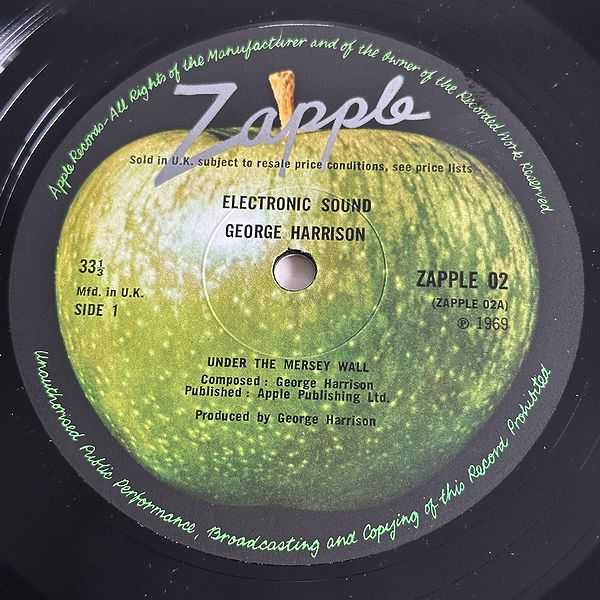 Apple Records-All Rights of the Manufacturer and of the Owner of the Recorded Work Reserved
Zapple
Sold in U.K. subject to resale price conditions, see price lists
ELECTRONIC SOUND
GEORGE HARRISON
33⅓
Mfd. in U.K.
SIDE 1
ZAPPLE 02
(ZAPPLE 02A)
℗ 1969
UNDER THE MERSEY WALL
Composed : George Harrison
Published : Apple Publishing Ltd.
Produced by George Harrison
Unauthorised Public Performance, Broadcasting and Copying of this Record Prohibited